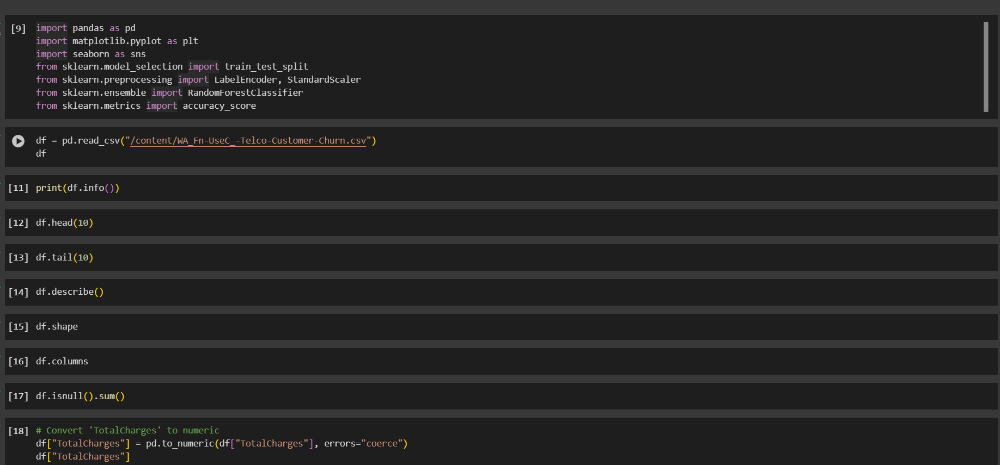 [9] import pandas as pd
import matplotlib.pyplot as plt
import seaborn as sns
from sklearn.model_selection import train_test_split
from sklearn.preprocessing import LabelEncoder, StandardScaler
from sklearn.ensemble import RandomForestClassifier
from sklearn.metrics import accuracy_score
df = pd.read_csv("/content/WA_Fn-UseC_-Telco-Customer-Churn.csv")
df
[11] print(df.info())
[12] df.head(10)
[13] df.tail(10)
[14] df.describe()
[15] df.shape
[16] df.columns
[17] df.isnull().sum()
[18] # Convert 'TotalCharges' to numeric
df["TotalCharges"] = pd.to_numeric(df["TotalCharges"], errors="coerce")
df["TotalCharges"]